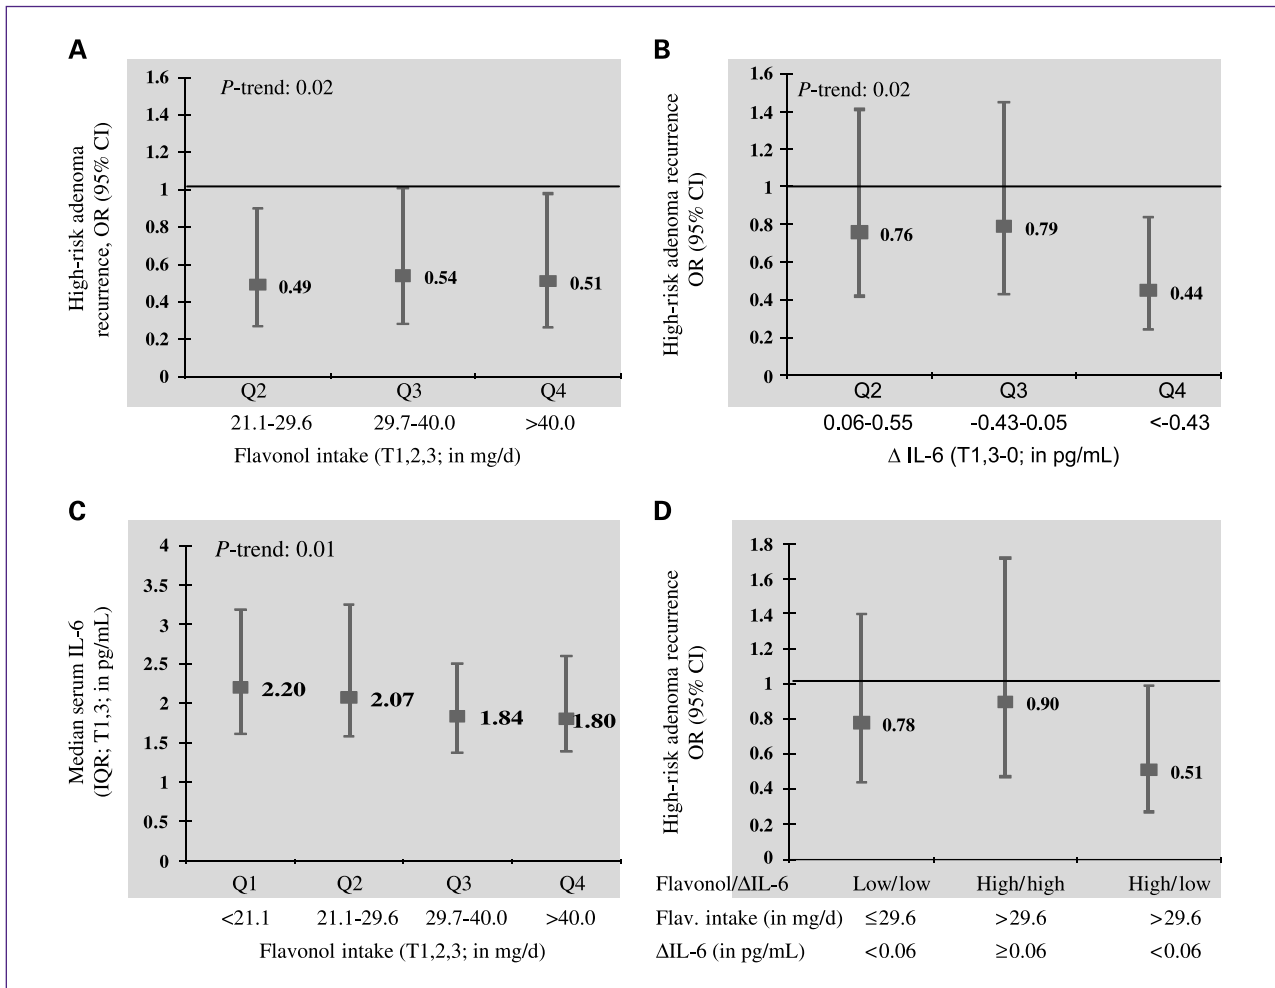 A
High-risk adenoma
recurrence, OR (95% CI)
P-trend: 0.02
1.6
1.4
1.2
1
0.8
0.6
0.4
0.2
0
0.49
0.54
0.51
Q2 Q3 Q4
21.1-29.6 29.7-40.0 >40.0
Flavonol intake (T1,2,3; in mg/d)
B
High-risk adenoma recurrence
OR (95% CI)
P-trend: 0.02
1.6
1.4
1.2
1
0.8
0.6
0.4
0.2
0
0.76
0.79
0.44
Q2 Q3 Q4
0.06-0.55 -0.43-0.05 <-0.43
Δ IL-6 (T1,3-0; in pg/mL)
C
Median serum IL-6
(IQR; T1,3; in pg/mL)
P-trend: 0.01
4
3.5
3
2.5
2
1.5
1
0.5
0
2.20
2.07
1.84
1.80
Q1 Q2 Q3 Q4
<21.1 21.1-29.6 29.7-40.0 >40.0
Flavonol intake (T1,2,3; in mg/d)
D
High-risk adenoma recurrence
OR (95% CI)
1.8
1.6
1.4
1.2
1
0.8
0.6
0.4
0.2
0
0.78
0.90
0.51
Flavonol/ΔIL-6 Low/low High/high High/low
Flav. intake (in mg/d) ≤29.6 >29.6 >29.6
ΔIL-6 (in pg/mL) <0.06 ≥0.06 <0.06